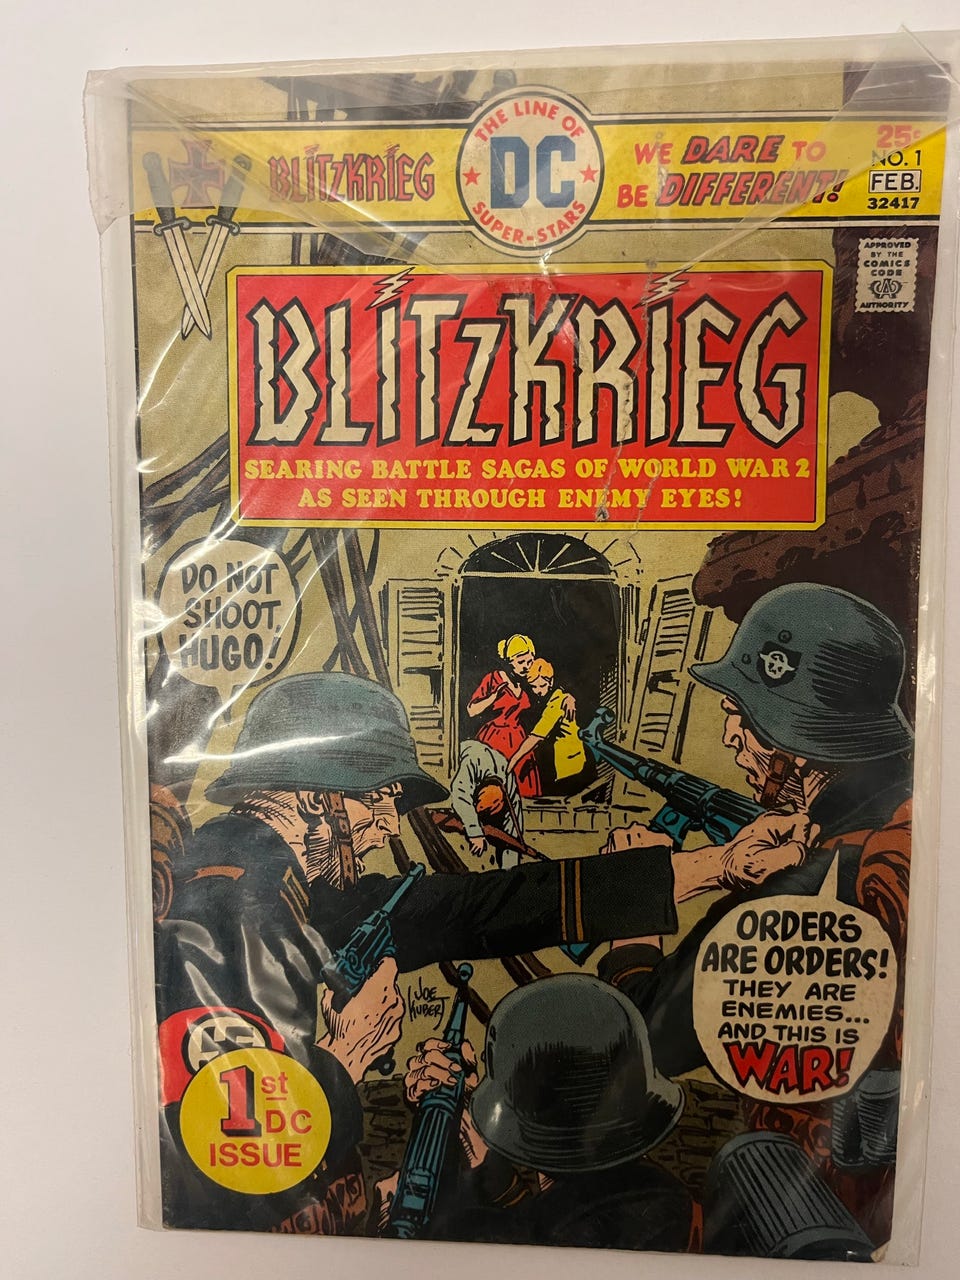 BLITZKRIEG
THE LINE OF
DC
SUPER-STARS
WE DARE TO
BE DIFFERENT!
25¢
NO. 1
FEB.
32417
APPROVED
BY THE
COMICS
CODE
AUTHORITY
BLITZKRIEG
SEARING BATTLE SAGAS OF WORLD WAR 2
AS SEEN THROUGH ENEMY EYES!
DO NOT
SHOOT,
HUGO!
ORDERS
ARE ORDERS!
THEY ARE
ENEMIES...
AND THIS IS
WAR!
JOE
KUBERT
1st
DC
ISSUE